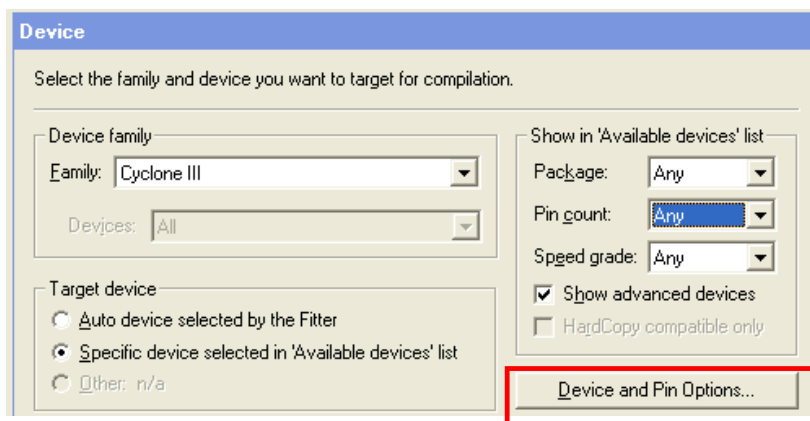 Device
Select the family and device you want to target for compilation.
Device family
Family: Cyclone III
Devices: All
Show in 'Available devices' list
Package: Any
Pin count: Any
Speed grade: Any
Show advanced devices
HardCopy compatible only
Target device
Auto device selected by the Fitter
Specific device selected in 'Available devices' list
Other: n/a
Device and Pin Options...